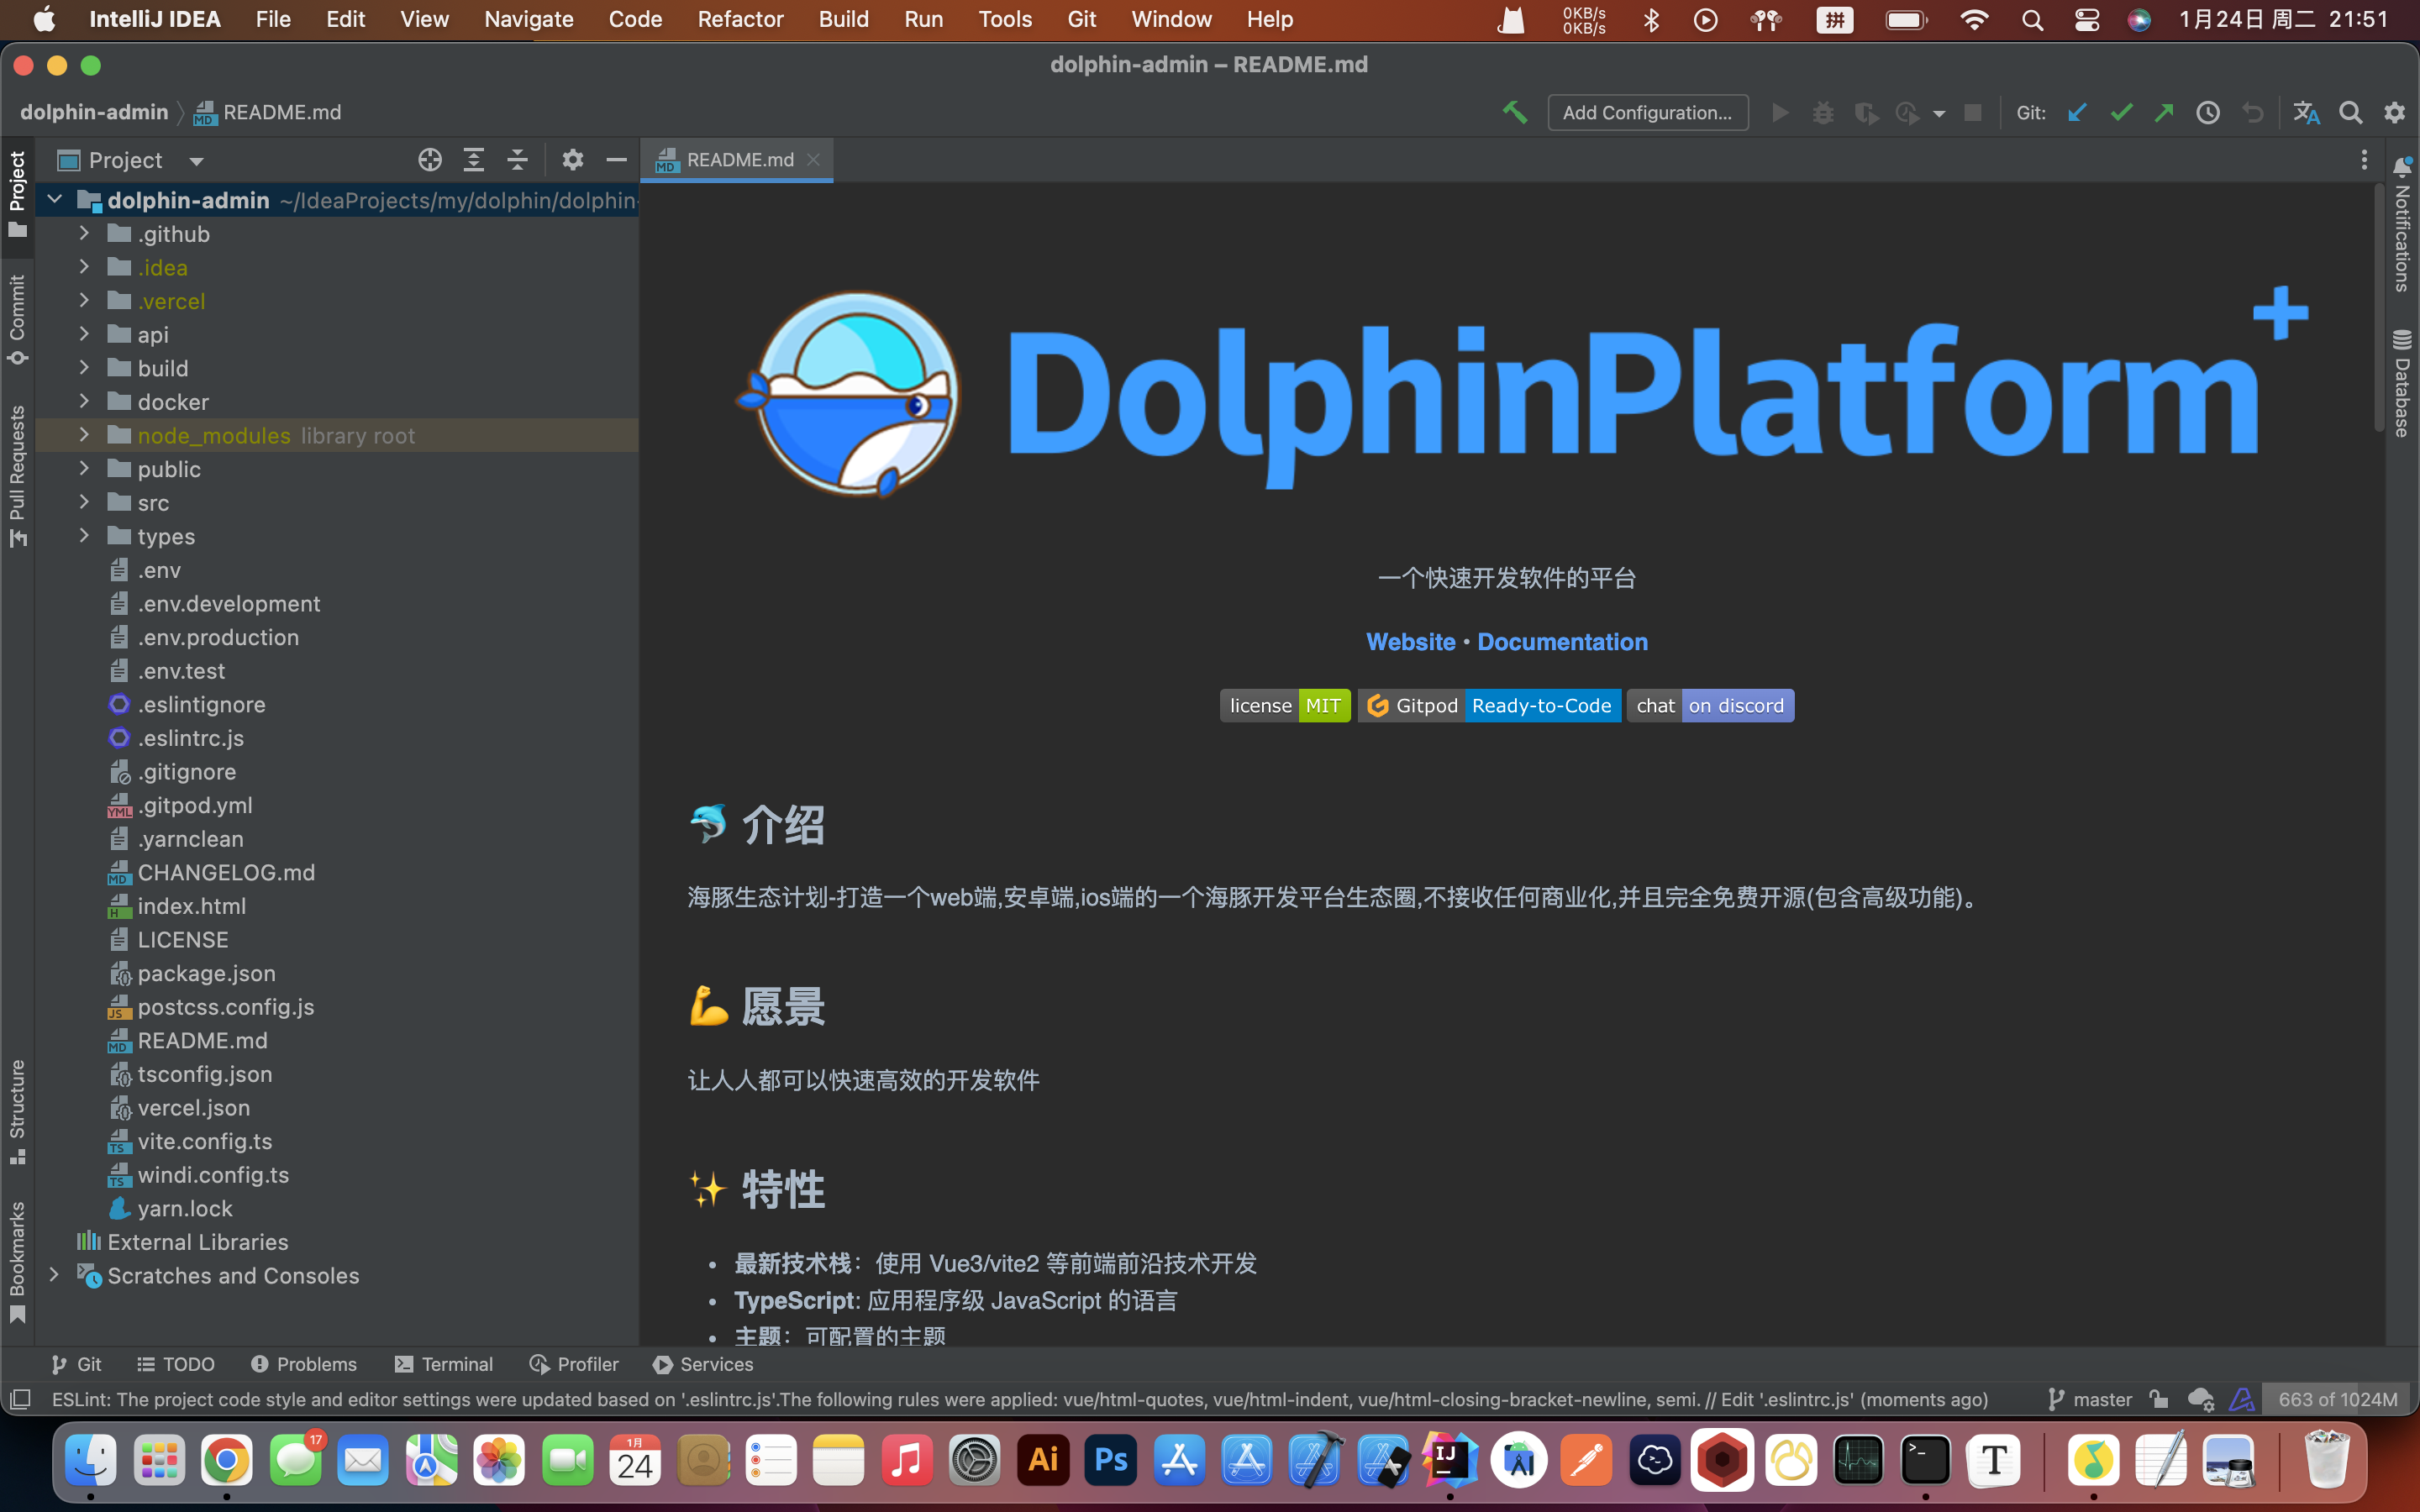 IntelliJ IDEA File Edit View Navigate Code Refactor Build Run Tools Git Window Help 0KB/s 0KB/s 拼 1月24日 周二 21:51
dolphin-admin – README.md
dolphin-admin README.md Add Configuration... Git:
Project README.md
dolphin-admin ~/IdeaProjects/my/dolphin/dolphin-
.github
.idea
.vercel
api
build
docker
node_modules library root
public
src
types
.env
.env.development
.env.production
.env.test
.eslintignore
.eslintrc.js
.gitignore
.gitpod.yml
.yarnclean
CHANGELOG.md
index.html
LICENSE
package.json
postcss.config.js
README.md
tsconfig.json
vercel.json
vite.config.ts
windi.config.ts
yarn.lock
External Libraries
Scratches and Consoles
Project
Commit
Pull Requests
Structure
Bookmarks
DolphinPlatform+
一个快速开发软件的平台
Website • Documentation
license MIT Gitpod Ready-to-Code chat on discord
介绍
海豚生态计划-打造一个web端,安卓端,ios端的一个海豚开发平台生态圈,不接收任何商业化,并且完全免费开源(包含高级功能)。
愿景
让人人都可以快速高效的开发软件
特性
• 最新技术栈：使用 Vue3/vite2 等前端前沿技术开发
• TypeScript: 应用程序级 JavaScript 的语言
• 主题：可配置的主题
Notifications
Database
Git TODO Problems Terminal Profiler Services
ESLint: The project code style and editor settings were updated based on '.eslintrc.js'.The following rules were applied: vue/html-quotes, vue/html-indent, vue/html-closing-bracket-newline, semi. // Edit '.eslintrc.js' (moments ago) master 663 of 1024M
17 1月 24 Ai Ps IJ T